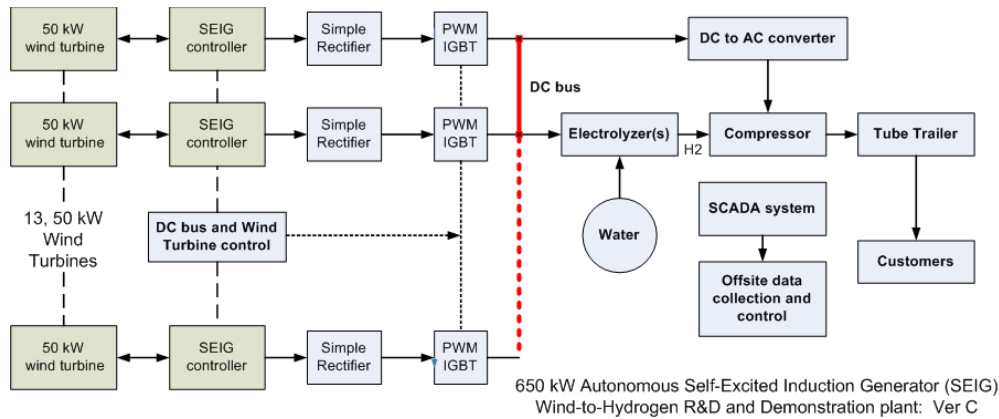 50 kW
wind turbine
SEIG
controller
Simple
Rectifier
PWM
IGBT
DC to AC converter
DC bus
50 kW
wind turbine
SEIG
controller
Simple
Rectifier
PWM
IGBT
Electrolyzer(s)
H2
Compressor
Tube Trailer
13, 50 kW
Wind
Turbines
DC bus and Wind
Turbine control
Water
SCADA system
Customers
Offsite data
collection and
control
50 kW
wind turbine
SEIG
controller
Simple
Rectifier
PWM
IGBT
650 kW Autonomous Self-Excited Induction Generator (SEIG)
Wind-to-Hydrogen R&D and Demonstration plant: Ver C